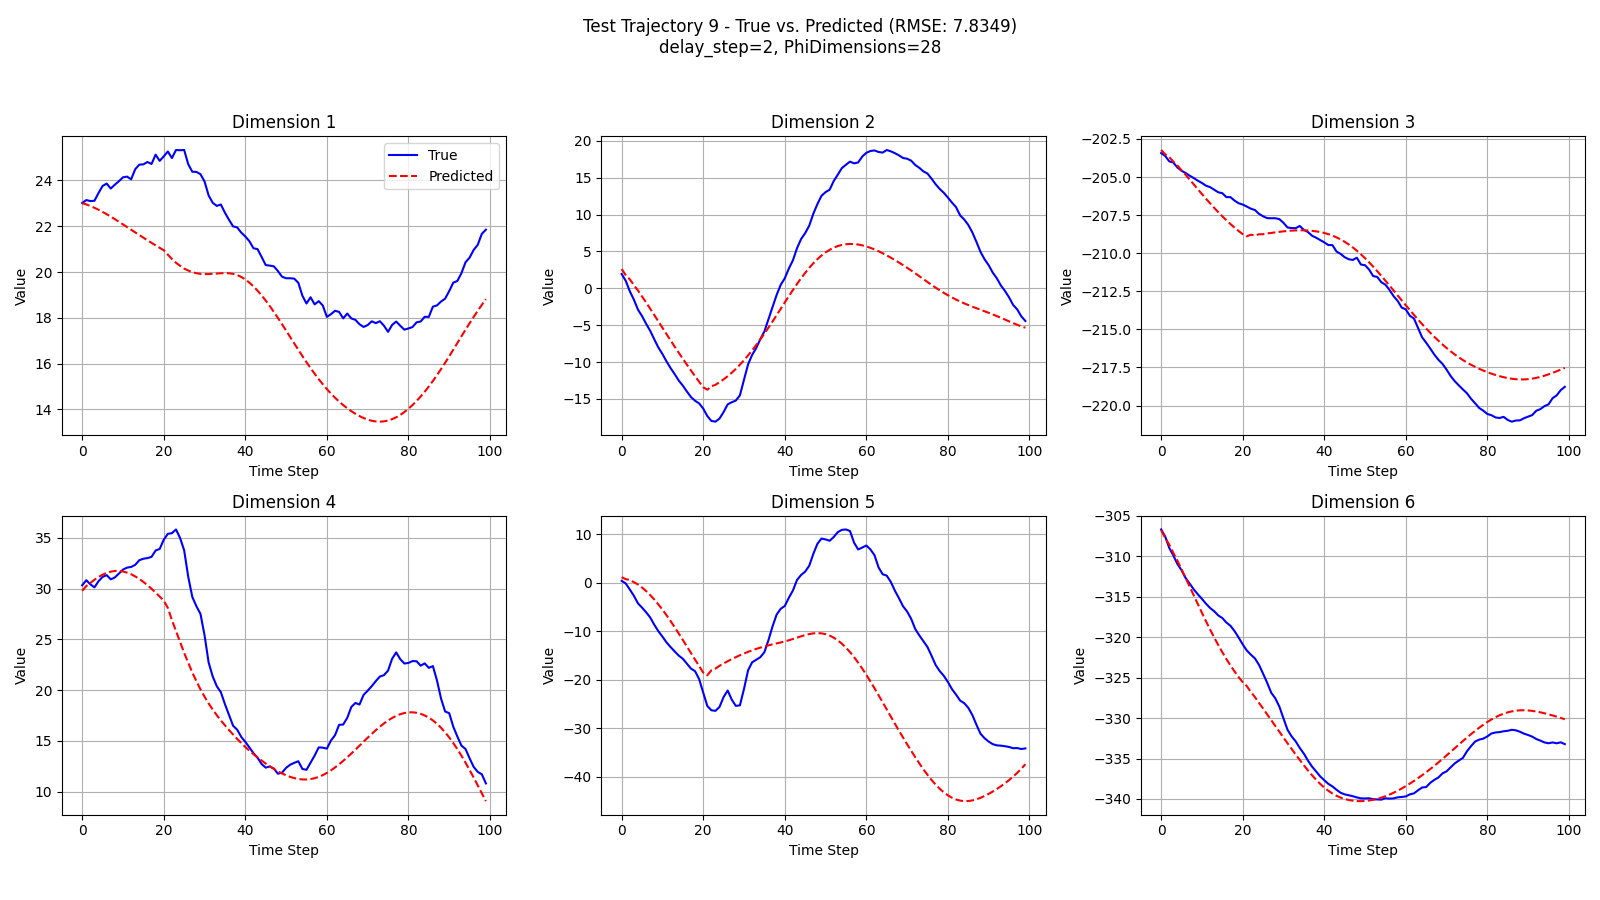 Test Trajectory 9 - True vs. Predicted (RMSE: 7.8349)
delay_step=2, PhiDimensions=28
Dimension 1
True
Predicted
Value
24
22
20
18
16
14
0 20 40 60 80 100
Time Step
Dimension 2
Value
20
15
10
5
0
−5
−10
−15
0 20 40 60 80 100
Time Step
Dimension 3
Value
−202.5
−205.0
−207.5
−210.0
−212.5
−215.0
−217.5
−220.0
0 20 40 60 80 100
Time Step
Dimension 4
Value
35
30
25
20
15
10
0 20 40 60 80 100
Time Step
Dimension 5
Value
10
0
−10
−20
−30
−40
0 20 40 60 80 100
Time Step
Dimension 6
Value
−305
−310
−315
−320
−325
−330
−335
−340
0 20 40 60 80 100
Time Step